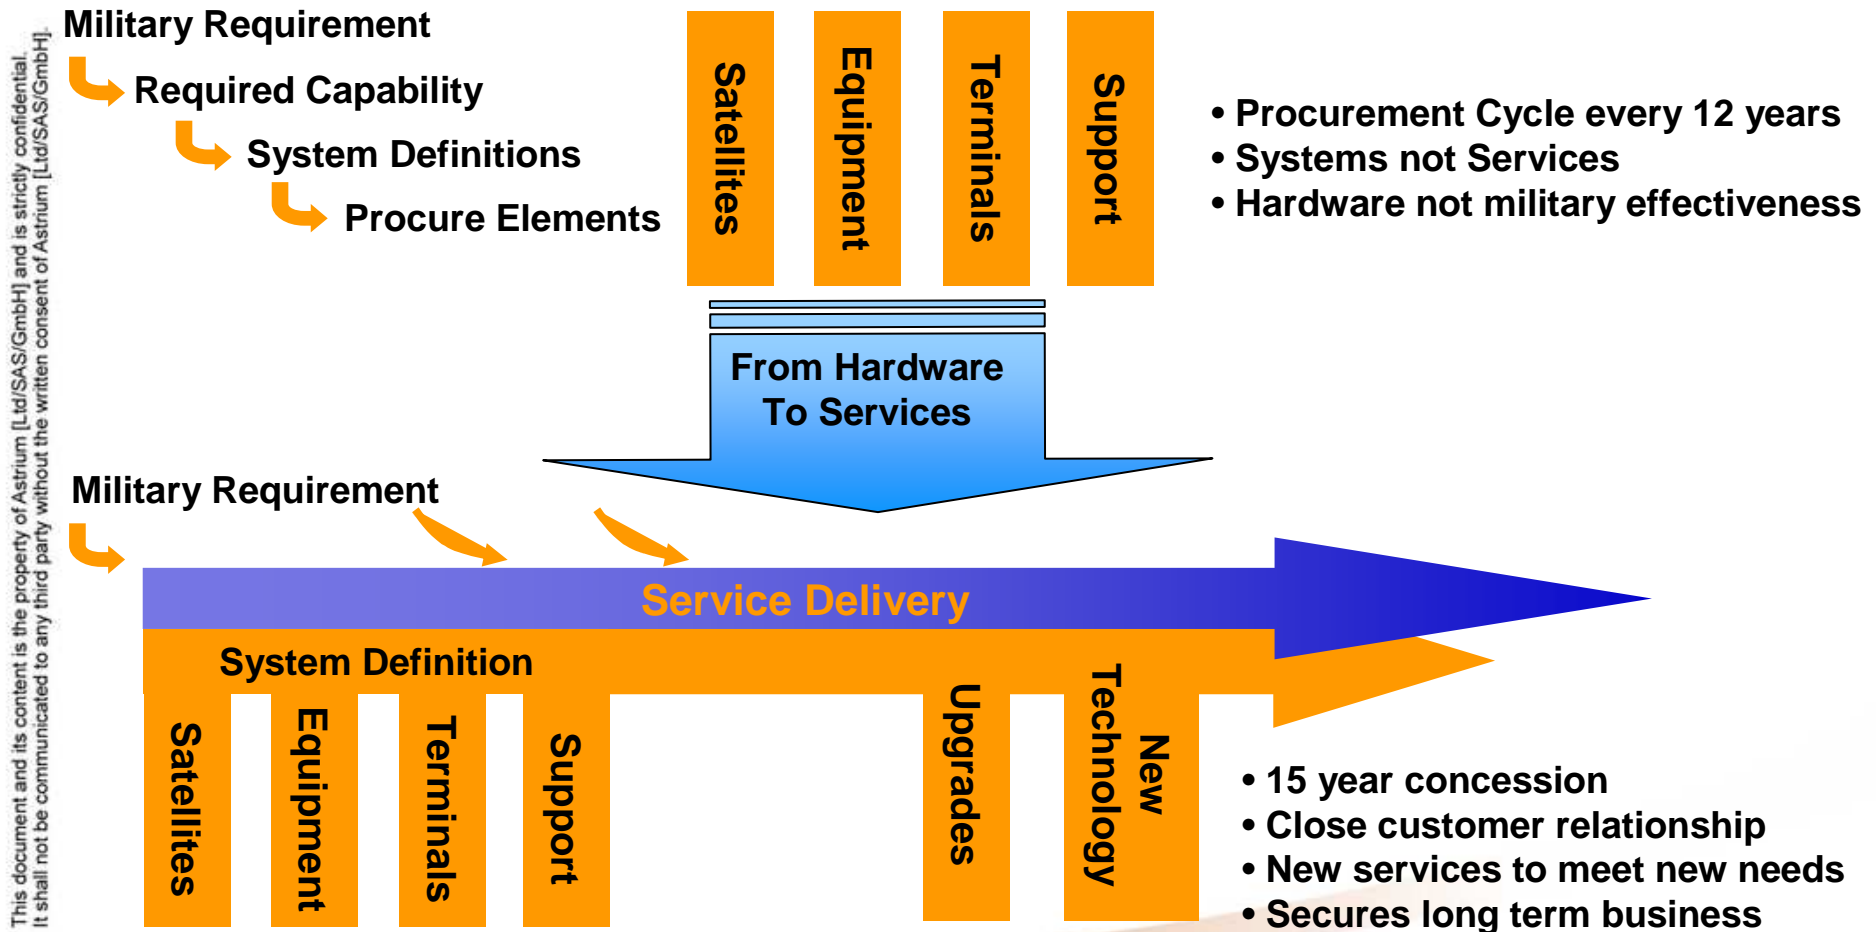 This document and its content is the property of Astrium [Ltd/SAS/GmbH] and is strictly confidential.
It shall not be communicated to any third party without the written consent of Astrium [Ltd/SAS/GmbH].
Military Requirement
Required Capability
System Definitions
Procure Elements
Satellites
Equipment
Terminals
Support
• Procurement Cycle every 12 years
• Systems not Services
• Hardware not military effectiveness
From Hardware
To Services
Military Requirement
Service Delivery
System Definition
Satellites
Equipment
Terminals
Support
Upgrades
New
Technology
• 15 year concession
• Close customer relationship
• New services to meet new needs
• Secures long term business